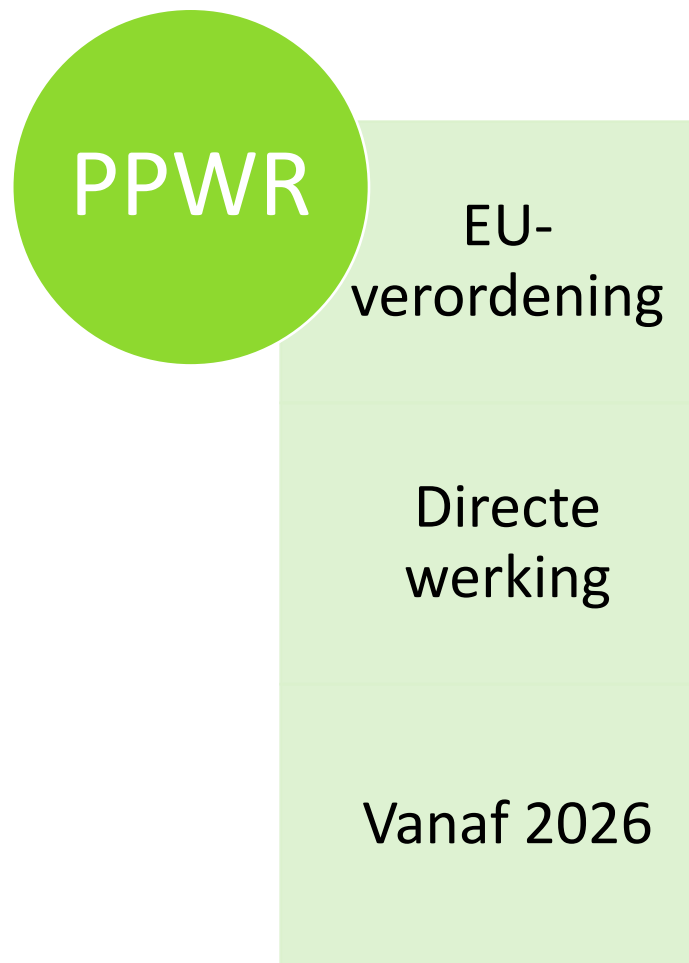 PPWR
EU-
verordening
Directe
werking
Vanaf 2026